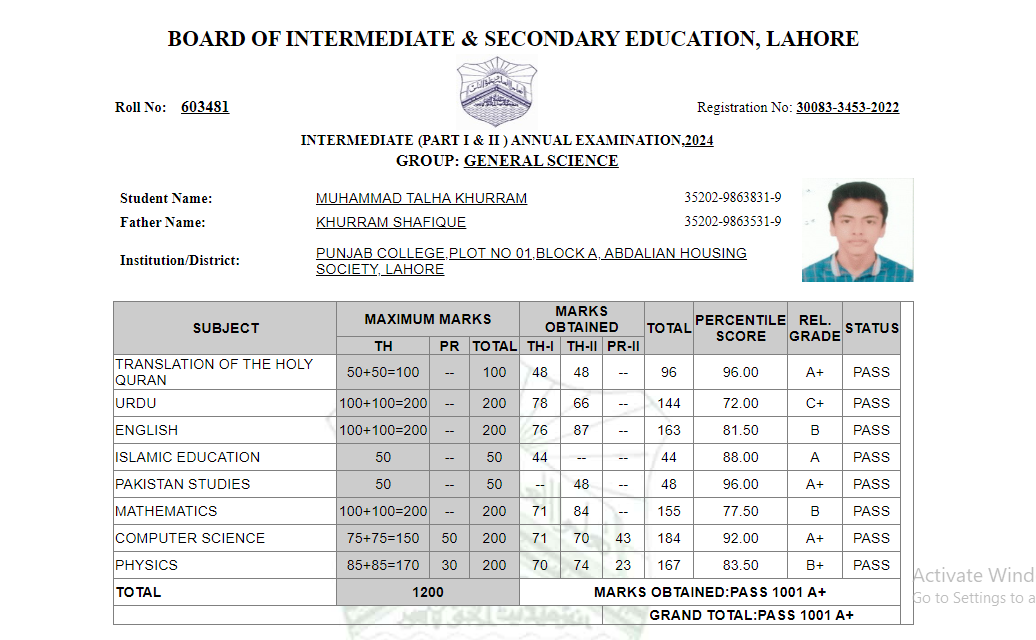 BOARD OF INTERMEDIATE & SECONDARY EDUCATION, LAHORE
Roll No: 603481
Registration No: 30083-3453-2022
INTERMEDIATE (PART I & II ) ANNUAL EXAMINATION,2024
GROUP: GENERAL SCIENCE
Student Name: MUHAMMAD TALHA KHURRAM 35202-9863831-9
Father Name: KHURRAM SHAFIQUE 35202-9863531-9
Institution/District: PUNJAB COLLEGE,PLOT NO 01,BLOCK A, ABDALIAN HOUSING
SOCIETY, LAHORE
SUBJECT MAXIMUM MARKS MARKS OBTAINED TOTAL PERCENTILE SCORE REL. GRADE STATUS
TH PR TOTAL TH-I TH-II PR-II
TRANSLATION OF THE HOLY QURAN 50+50=100 -- 100 48 48 -- 96 96.00 A+ PASS
URDU 100+100=200 -- 200 78 66 -- 144 72.00 C+ PASS
ENGLISH 100+100=200 -- 200 76 87 -- 163 81.50 B PASS
ISLAMIC EDUCATION 50 -- 50 44 -- -- 44 88.00 A PASS
PAKISTAN STUDIES 50 -- 50 -- 48 -- 48 96.00 A+ PASS
MATHEMATICS 100+100=200 -- 200 71 84 -- 155 77.50 B PASS
COMPUTER SCIENCE 75+75=150 50 200 71 70 43 184 92.00 A+ PASS
PHYSICS 85+85=170 30 200 70 74 23 167 83.50 B+ PASS
TOTAL 1200 MARKS OBTAINED:PASS 1001 A+
GRAND TOTAL:PASS 1001 A+
Activate Wind
Go to Settings to a